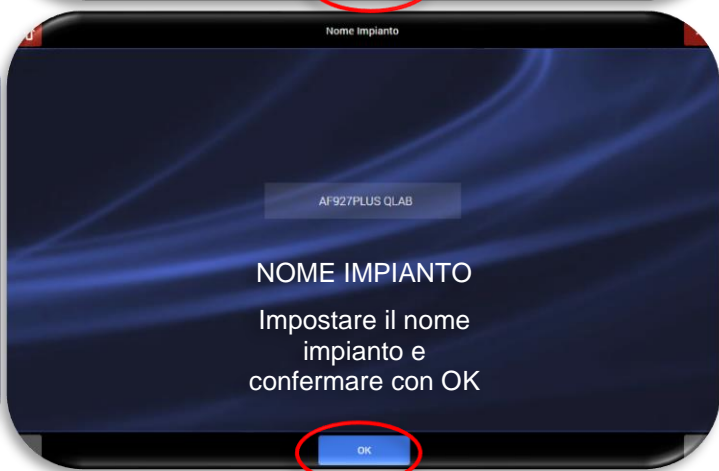 Nome Impianto
AF927PLUS QLAB
NOME IMPIANTO
Impostare il nome
impianto e
confermare con OK
OK